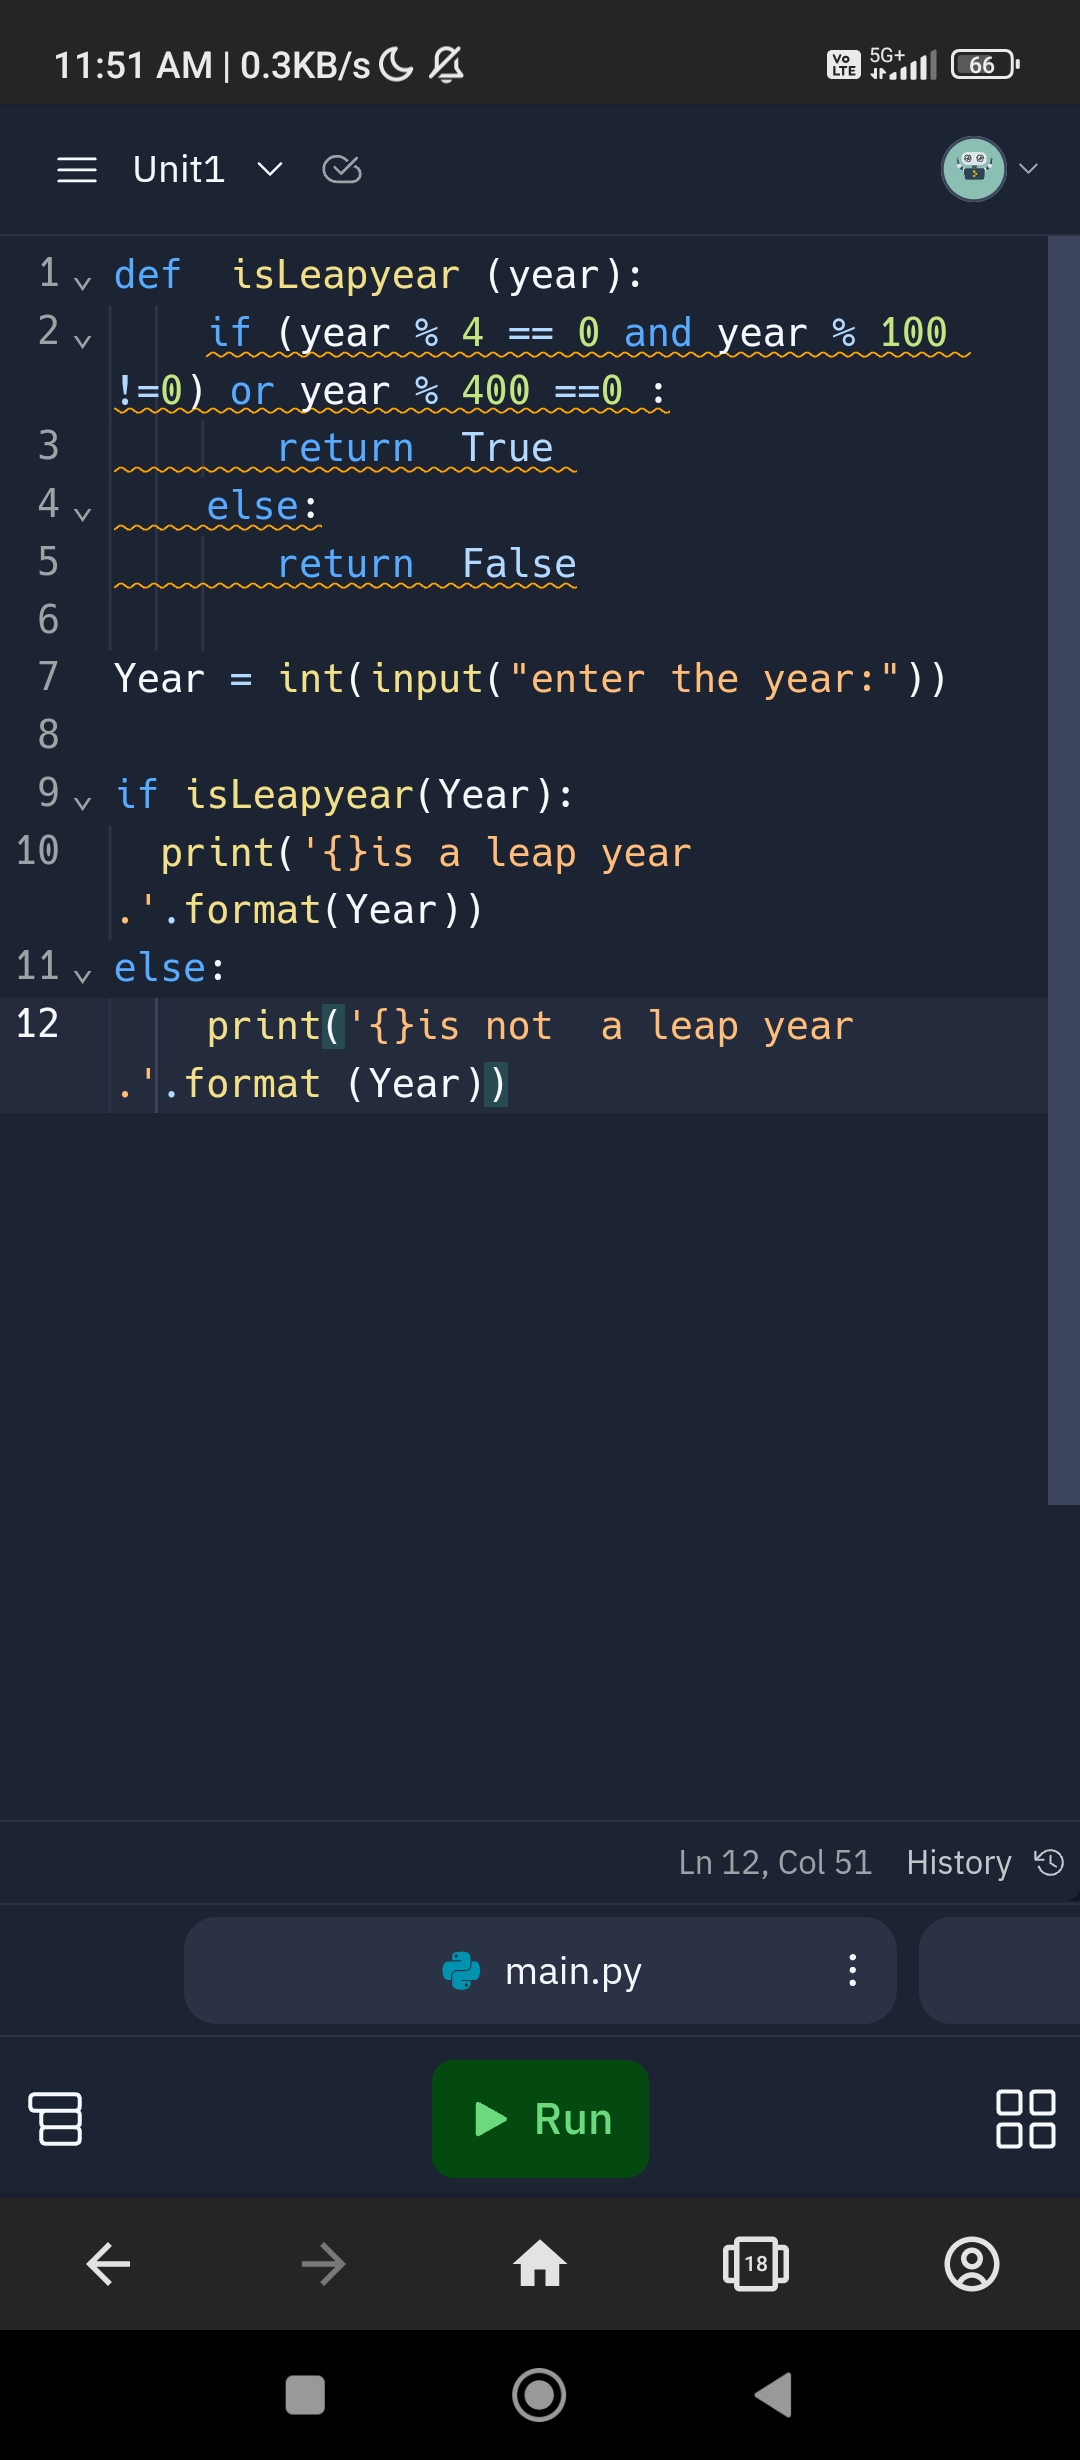 11:51 AM | 0.3KB/s Vo LTE 5G+ 66
Unit1
1 def  isLeapyear (year):
2     if (year % 4 == 0 and year % 100
!=0) or year % 400 ==0 :
3        return  True
4     else:
5        return  False
6
7 Year = int(input("enter the year:"))
8
9 if isLeapyear(Year):
10   print('{}is a leap year
.'.format(Year))
11 else:
12     print('{}is not  a leap year
.'.format (Year))
Ln 12, Col 51 History
main.py
Run
18